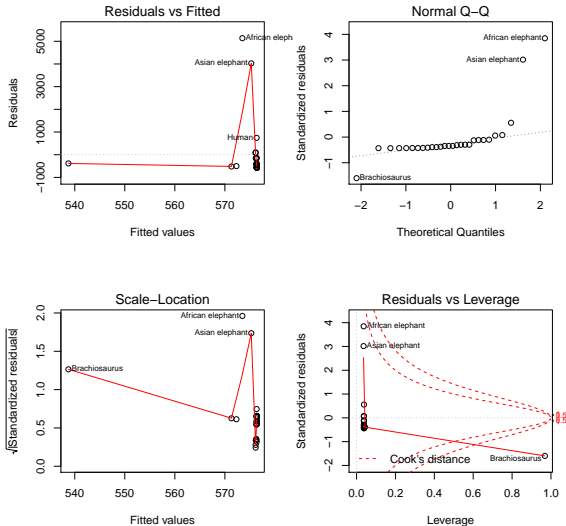 Residuals vs Fitted
Residuals
5000
3000
1000
−1000
African eleph
Asian elephant
Human
540
550
560
570
Fitted values
Normal Q−Q
Standardized residuals
4
3
2
1
0
−1
African elephant
Asian elephant
Brachiosaurus
−2
−1
0
1
2
Theoretical Quantiles
Scale−Location
√|Standardized residuals|
2.0
1.5
1.0
0.5
0.0
African elephant
Asian elephant
Brachiosaurus
540
550
560
570
Fitted values
Residuals vs Leverage
Standardized residuals
4
3
2
1
0
−1
−2
African elephant
Asian elephant
Brachiosaurus
Cook's distance
0.0
0.2
0.4
0.6
0.8
1.0
Leverage